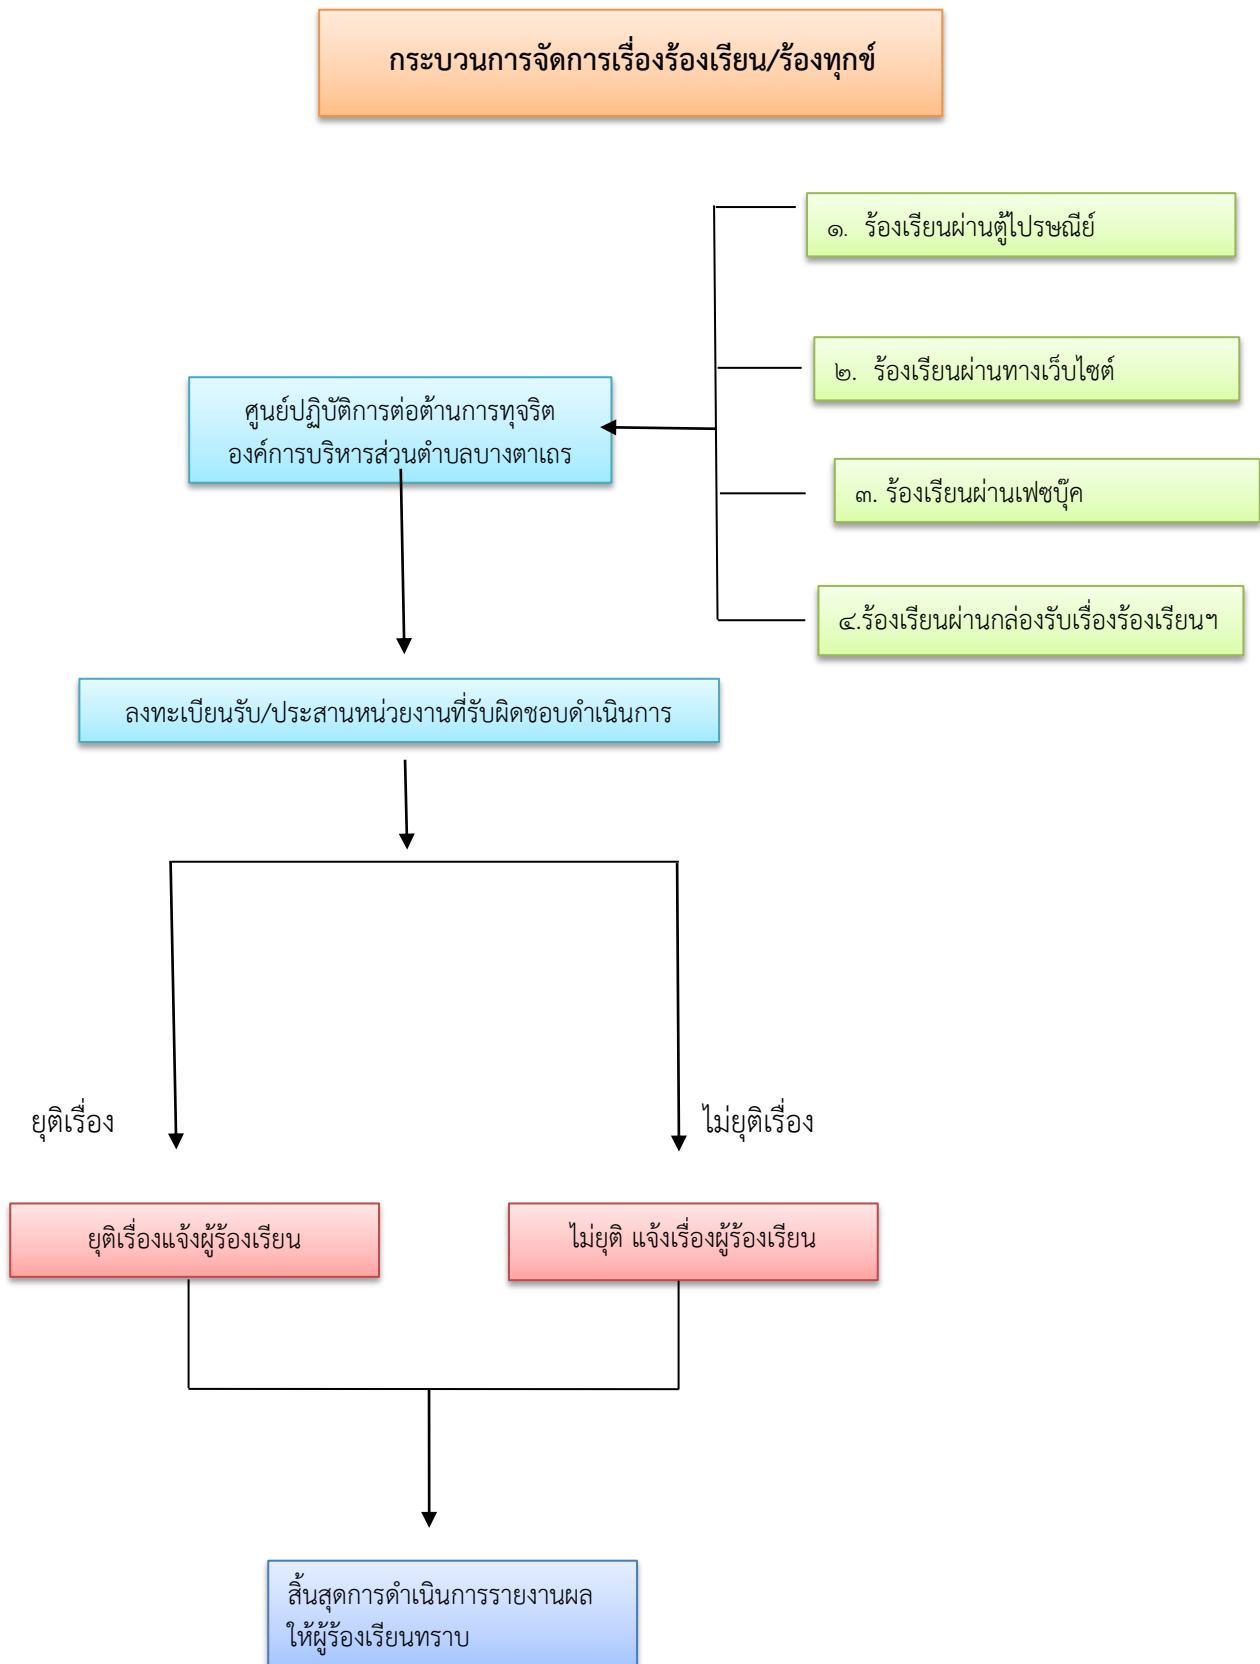 กระบวนการจัดการเรื่องร้องเรียน/ร้องทุกข์
๑. ร้องเรียนผ่านตู้ไปรษณีย์
๒. ร้องเรียนผ่านทางเว็บไซต์
ศูนย์ปฏิบัติการต่อต้านการทุจริต
องค์การบริหารส่วนตำบลบางตาเถร
๓. ร้องเรียนผ่านเฟซบุ๊ค
๔.ร้องเรียนผ่านกล่องรับเรื่องร้องเรียนฯ
ลงทะเบียนรับ/ประสานหน่วยงานที่รับผิดชอบดำเนินการ
ยุติเรื่อง
ไม่ยุติเรื่อง
ยุติเรื่องแจ้งผู้ร้องเรียน
ไม่ยุติ แจ้งเรื่องผู้ร้องเรียน
สิ้นสุดการดำเนินการรายงานผล
ให้ผู้ร้องเรียนทราบ